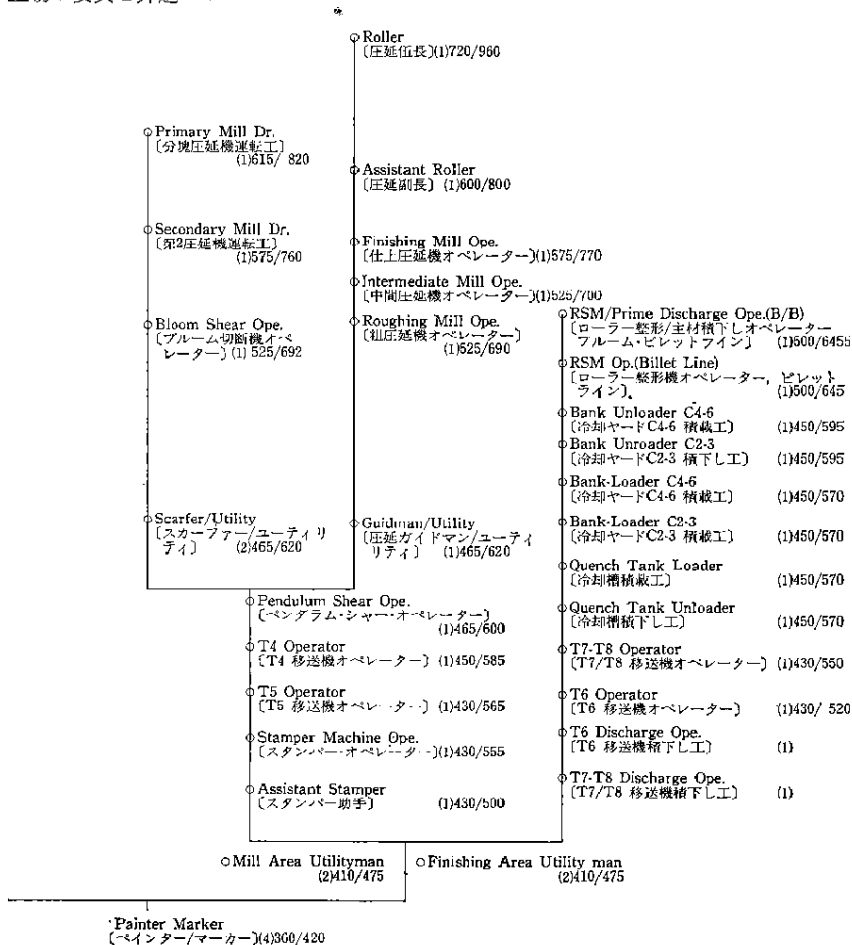 Roller
〔圧延伍長〕(1)720/960
Primary Mill Dr.
〔分塊圧延機運転工〕
(1)615/ 820
Assistant Roller
〔圧延副長〕 (1)600/800
Secondary Mill Dr.
〔第2圧延機運転工〕
(1)575/760
Finishing Mill Ope.
〔仕上圧延機オペレーター〕(1)575/770
Intermediate Mill Ope.
〔中間圧延機オペレーター〕(1)525/700
Bloom Shear Ope.
〔ブルーム切断機オペ
レーター〕(1) 525/692
Roughing Mill Ope.
〔粗圧延機オペレーター〕
(1)525/690
Scarfer/Utility
〔スカーファー/ユーティリ
ティ〕 (2)465/620
Guidman/Utility
〔圧延ガイドマン/ユーティ
リティ〕 (1)465/620
RSM/Prime Discharge Ope.(B/B)
〔ローラー整形/主材積下しオペレーター
ブルーム・ビレットライン〕 (1)500/6455
RSM Op.(Billet Line)
〔ローラー整形機オペレーター, ビレット
ライン〕, (1)500/645
Bank Unloader C4-6
〔冷却ヤードC4-6 積載工〕 (1)450/595
Bank Unroader C2-3
〔冷却ヤードC2-3 積下し工〕 (1)450/595
Bank-Loader C4-6
〔冷却ヤードC4-6 積載工〕 (1)450/570
Bank-Loader C2-3
〔冷却ヤードC2-3 積載工〕 (1)450/570
Quench Tank Loader
〔冷却槽積載工〕 (1)450/570
Quench Tank Unloader
〔冷却槽積下し工〕 (1)450/570
T7-T8 Operator
〔T7/T8 移送機オペレーター〕 (1)430/550
T6 Operator
〔T6 移送機オペレーター〕 (1)430/ 520
T6 Discharge Ope.
〔T6 移送機積下し工〕 (1)
T7-T8 Discharge Ope.
〔T7/T8 移送機積下し工〕 (1)
Pendulum Shear Ope.
〔ペンダラム・シャー・オペレーター〕
(1)465/600
T4 Operator
〔T4 移送機オペレーター〕 (1)450/585
T5 Operator
〔T5 移送機オペレーター〕 (1)430/565
Stamper Machine Ope.
〔スタンパー・オペレーター〕(1)430/555
Assistant Stamper
〔スタンパー助手〕 (1)430/500
Mill Area Utilityman
(2)410/475
Finishing Area Utility man
(2)410/475
Painter Marker
〔ペインター/マーカー〕(4)360/420